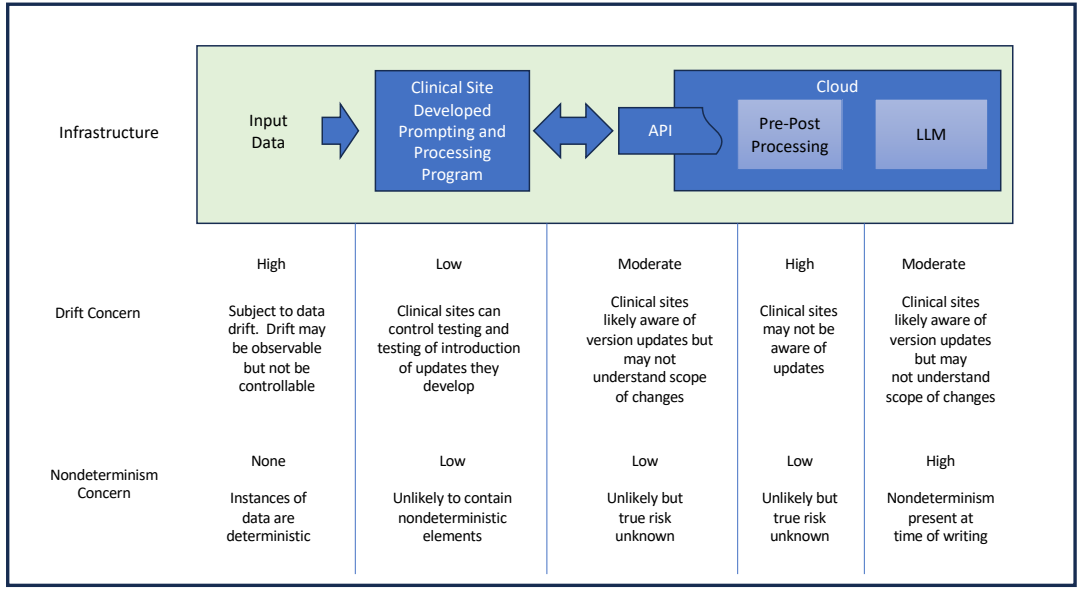 Infrastructure
Input
Data
Clinical Site
Developed
Prompting and
Processing
Program
API
Cloud
Pre-Post
Processing
LLM
Drift Concern
High
Subject to data
drift.  Drift may
be observable
but not be
controllable
Low
Clinical sites can
control testing and
testing of introduction
of updates they
develop
Moderate
Clinical sites
likely aware of
version updates but
may not
understand scope
of changes
High
Clinical sites
may not be
aware of
updates
Moderate
Clinical sites
likely aware of
version updates
but may
not understand
scope of changes
Nondeterminism
Concern
None
Instances of
data are
deterministic
Low
Unlikely to contain
nondeterministic
elements
Low
Unlikely but
true risk
unknown
Low
Unlikely but
true risk
unknown
High
Nondeterminism
present at
time of writing